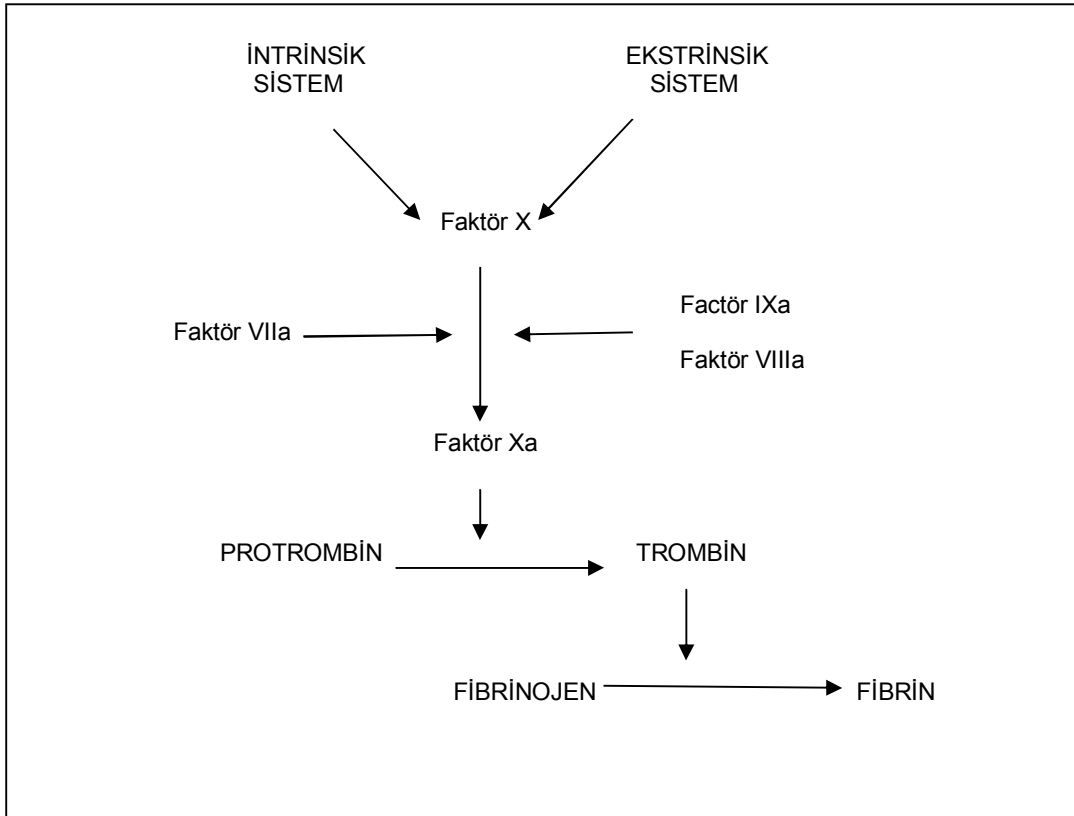 İNTRİNSİK
SİSTEM
EKSTRİNSİK
SİSTEM
Faktör X
Faktör VIIa
Factör IXa
Faktör VIIIa
Faktör Xa
PROTROMBİN
TROMBİN
FİBRİNOJEN
FİBRİN